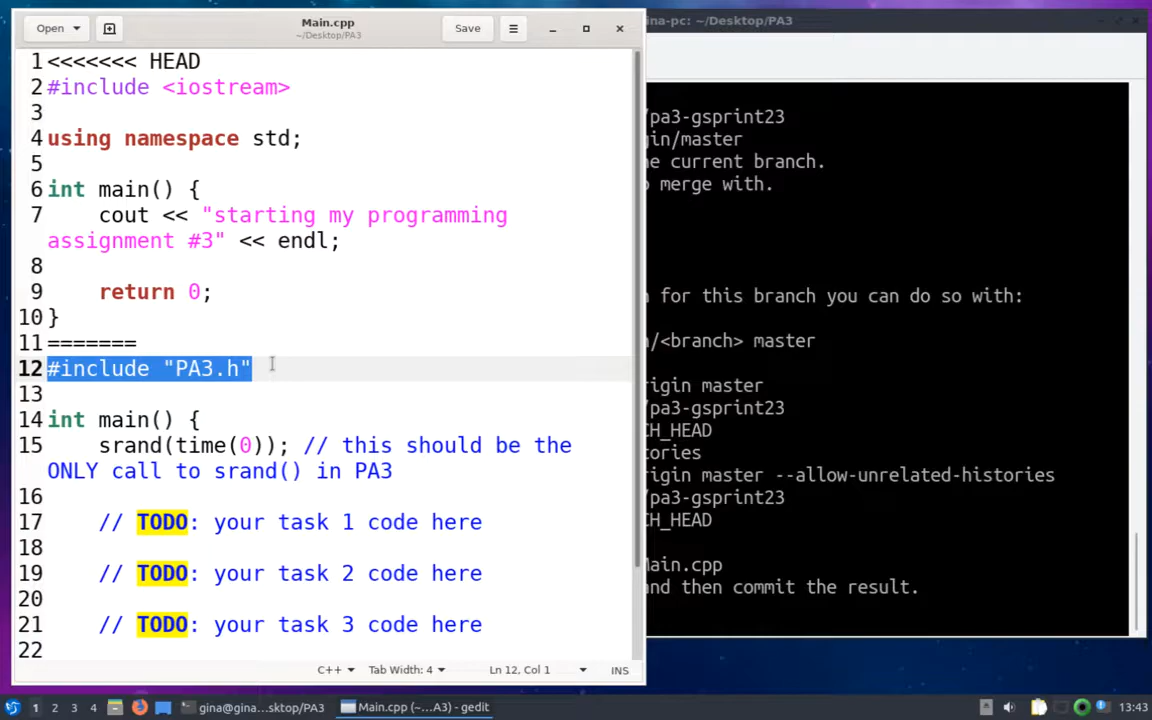 Open
Main.cpp
~/Desktop/PA3
Save
1 <<<<<<< HEAD
2 #include <iostream>
3
4 using namespace std;
5
6 int main() {
7 cout << "starting my programming
assignment #3" << endl;
8
9 return 0;
10 }
11 =======
12 #include "PA3.h"
13
14 int main() {
15 srand(time(0)); // this should be the
ONLY call to srand() in PA3
16
17 // TODO: your task 1 code here
18
19 // TODO: your task 2 code here
20
21 // TODO: your task 3 code here
22
C++ Tab Width: 4 Ln 12, Col 1 INS
ina-pc: ~/Desktop/PA3
/pa3-gsprint23
gin/master
e current branch.
o merge with.
n for this branch you can do so with:
n/<branch> master
rigin master
/pa3-gsprint23
CH_HEAD
tories
rigin master --allow-unrelated-histories
/pa3-gsprint23
CH_HEAD
Main.cpp
nd then commit the result.
1 2 3 4 gina@gina...sktop/PA3 Main.cpp (~...A3) - gedit 13:43